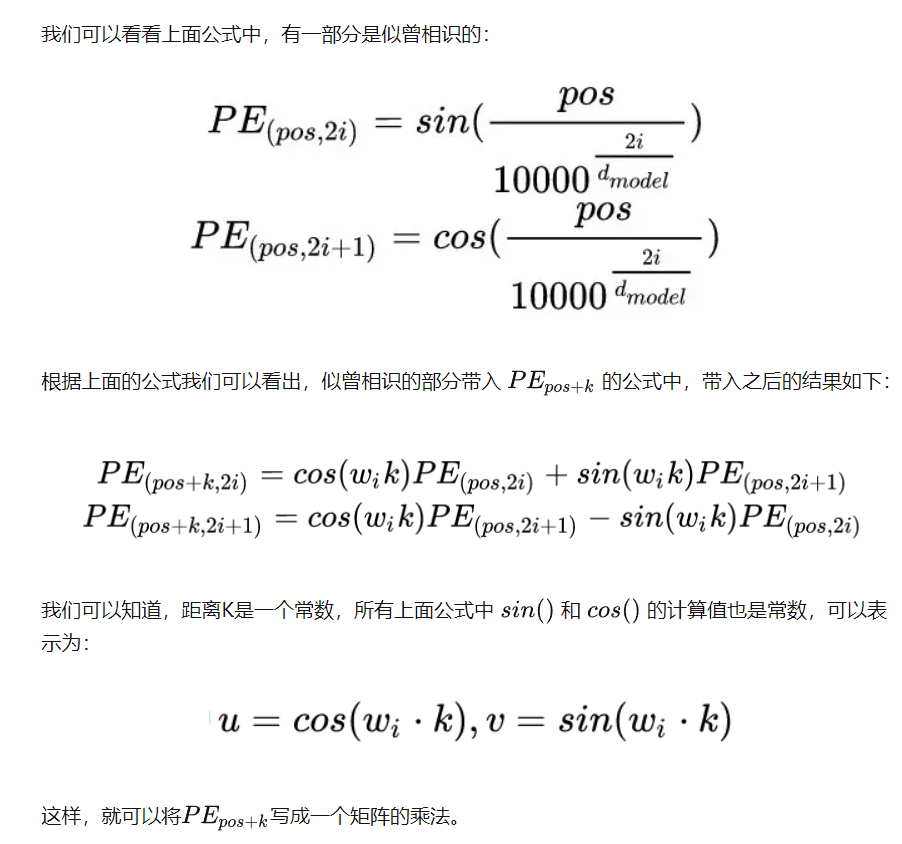 我们可以看看上面公式中，有一部分是似曾相识的：
PE_{(pos,2i)} = sin(\frac{pos}{10000^{\frac{2i}{d_{model}}}})
PE_{(pos,2i+1)} = cos(\frac{pos}{10000^{\frac{2i}{d_{model}}}})
根据上面的公式我们可以看出，似曾相识的部分带入 PE_{pos+k} 的公式中，带入之后的结果如下：
PE_{(pos+k,2i)} = cos(w_i k)PE_{(pos,2i)} + sin(w_i k)PE_{(pos,2i+1)}
PE_{(pos+k,2i+1)} = cos(w_i k)PE_{(pos,2i+1)} − sin(w_i k)PE_{(pos,2i)}
我们可以知道，距离K是一个常数，所有上面公式中 sin() 和 cos() 的计算值也是常数，可以表
示为：
u = cos(w_i · k), v = sin(w_i · k)
这样，就可以将PE_{pos+k}写成一个矩阵的乘法。